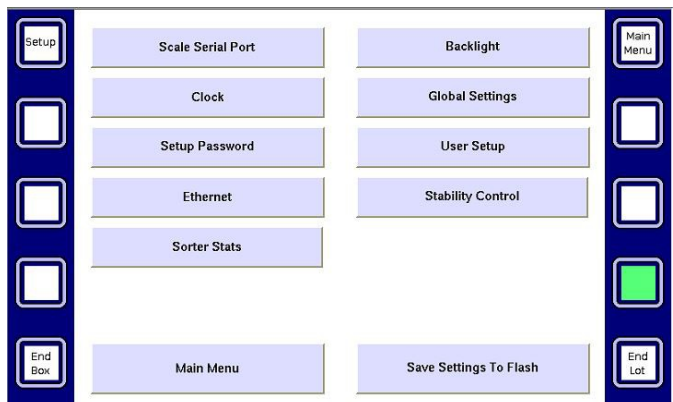 Setup
Scale Serial Port
Backlight
Main
Menu
Clock
Global Settings
Setup Password
User Setup
Ethernet
Stability Control
Sorter Stats
End
Box
Main Menu
Save Settings To Flash
End
Lot